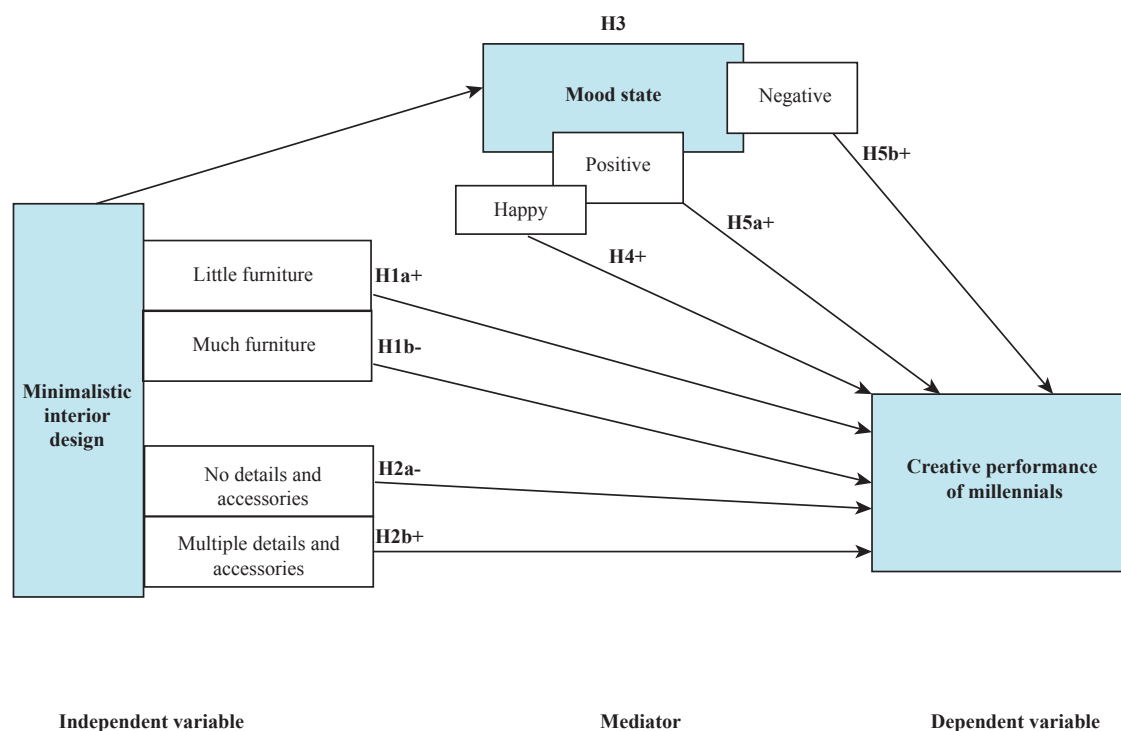 H3
Mood state
Negative
Positive
Happy
H5b+
H5a+
H4+
Minimalistic
interior
design
Little furniture
H1a+
Much furniture
H1b-
No details and
accessories
H2a-
Multiple details and
accessories
H2b+
Creative performance
of millennials
Independent variable
Mediator
Dependent variable